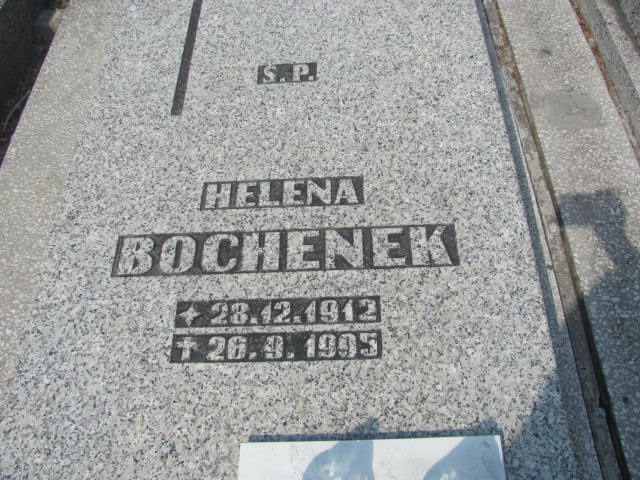 Ś.P.
HELENA
BOCHENEK
✦ 28.12.1912
✝ 26.9.1995